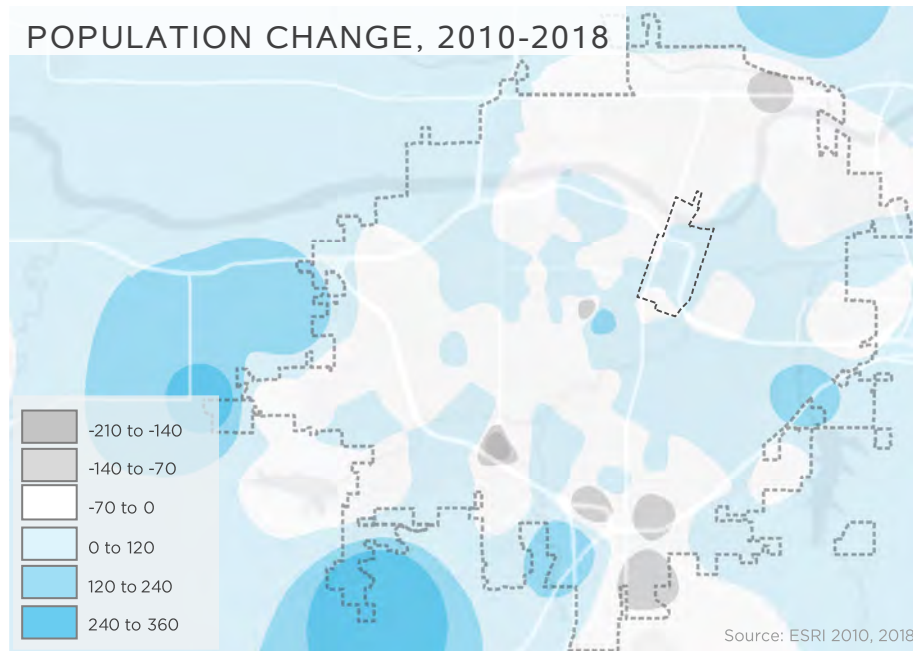 POPULATION CHANGE, 2010-2018
-210 to -140
-140 to -70
-70 to 0
0 to 120
120 to 240
240 to 360
Source: ESRI 2010, 2018